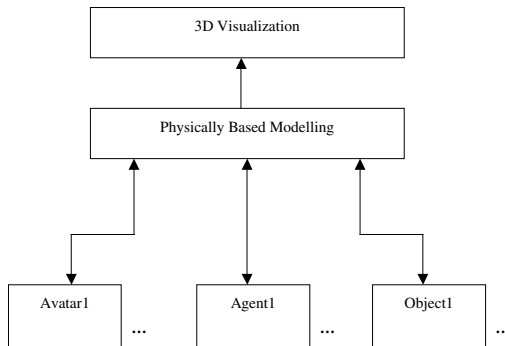 3D Visualization
Physically Based Modelling
Avatar1 ... Agent1 ... Object1 ..